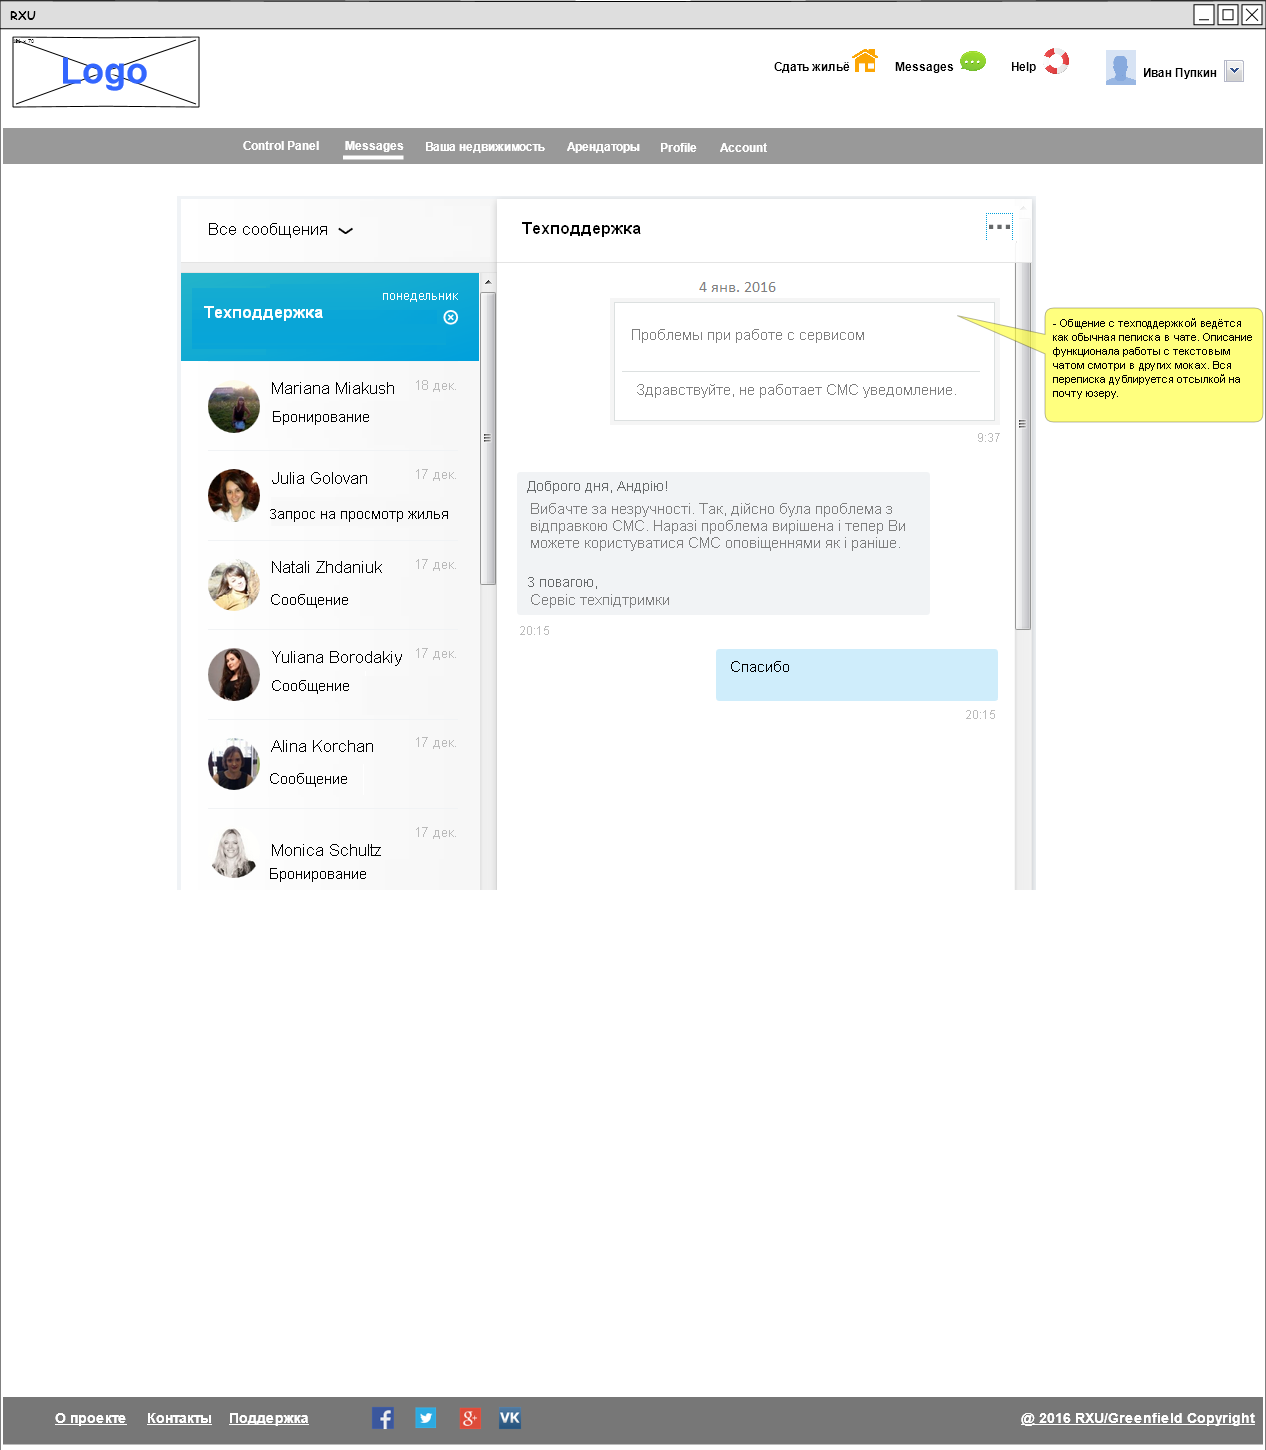 RXU
Logo
Сдать жильё
Messages
Help
Иван Пупкин
Control Panel
Messages
Ваша недвижимость
Арендаторы
Profile
Account
Все сообщения
Техподдержка
понедельник
Техподдержка
Mariana Miakush
18 дек.
Бронирование
Julia Golovan
17 дек.
Запрос на просмотр жилья
Natali Zhdaniuk
17 дек.
Сообщение
Yuliana Borodakiy
17 дек.
Сообщение
Alina Korchan
17 дек.
Сообщение
17 дек.
Monica Schultz
Бронирование
4 янв. 2016
Проблемы при работе с сервисом
Здравствуйте, не работает СМС уведомление.
9:37
Доброго дня, Андрію!
Вибачте за незручності. Так, дійсно була проблема з
відправкою СМС. Наразі проблема вирішена і тепер Ви
можете користуватися СМС оповіщеннями як і раніше.
З повагою,
Сервіс техпідтримки
20:15
Спасибо
20:15
- Общение с техподдержкой ведётся
как обычная пеписка в чате. Описание
функционала работы с текстовым
чатом смотри в других моках. Вся
переписка дублируется отсылкой на
почту юзеру.
О проекте
Контакты
Поддержка
@ 2016 RXU/Greenfield Copyright